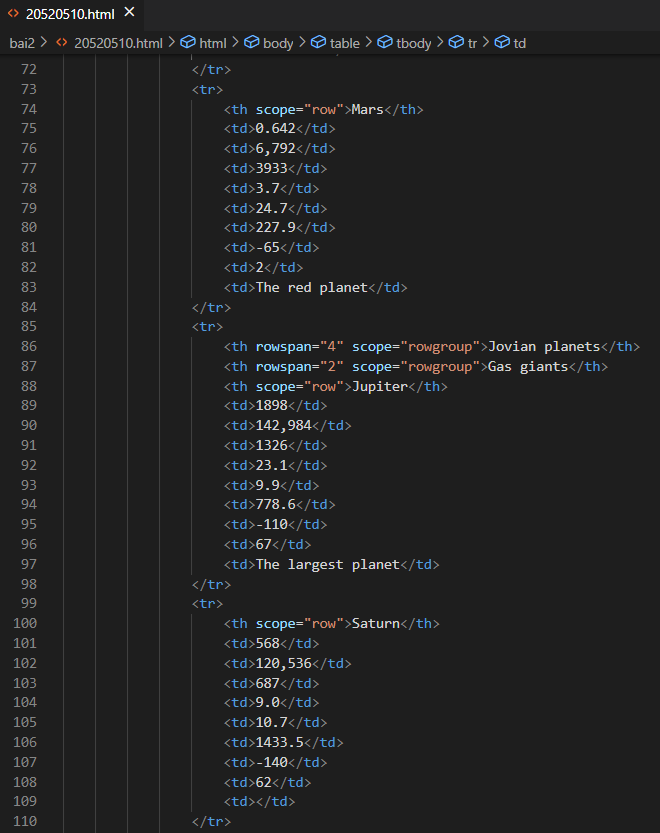 20520510.html ×
bai2 > 20520510.html > html > body > table > tbody > tr > td
72 </tr>
73 <tr>
74 <th scope="row">Mars</th>
75 <td>0.642</td>
76 <td>6,792</td>
77 <td>3933</td>
78 <td>3.7</td>
79 <td>24.7</td>
80 <td>227.9</td>
81 <td>-65</td>
82 <td>2</td>
83 <td>The red planet</td>
84 </tr>
85 <tr>
86 <th rowspan="4" scope="rowgroup">Jovian planets</th>
87 <th rowspan="2" scope="rowgroup">Gas giants</th>
88 <th scope="row">Jupiter</th>
89 <td>1898</td>
90 <td>142,984</td>
91 <td>1326</td>
92 <td>23.1</td>
93 <td>9.9</td>
94 <td>778.6</td>
95 <td>-110</td>
96 <td>67</td>
97 <td>The largest planet</td>
98 </tr>
99 <tr>
100 <th scope="row">Saturn</th>
101 <td>568</td>
102 <td>120,536</td>
103 <td>687</td>
104 <td>9.0</td>
105 <td>10.7</td>
106 <td>1433.5</td>
107 <td>-140</td>
108 <td>62</td>
109 <td></td>
110 </tr>